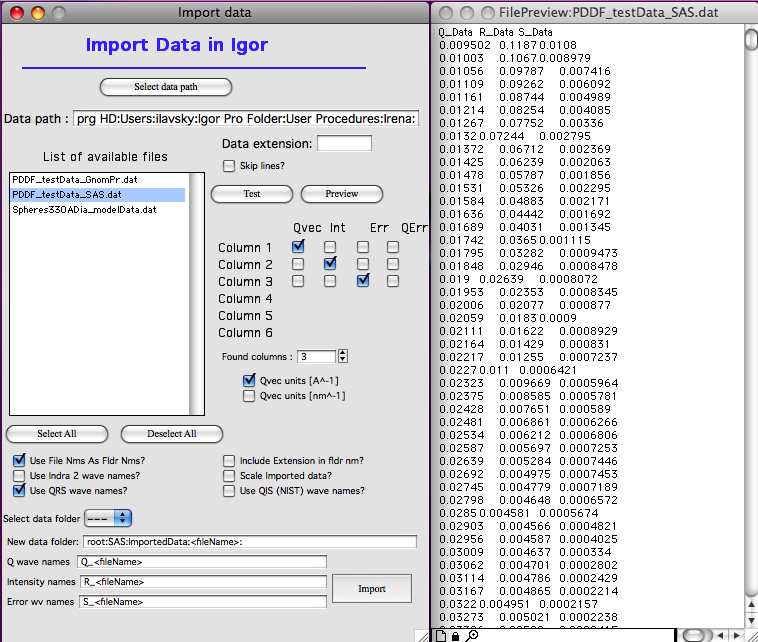 Import data
Import Data in Igor
Select data path
Data path : prg HD:Users:ilavsky:Igor Pro Folder:User Procedures:Irena:
Data extension:
List of available files
Skip lines?
PDDF_testData_GnomPr.dat
PDDF_testData_SAS.dat
Spheres330ADia_modelData.dat
Test Preview
Qvec Int Err QErr
Column 1
Column 2
Column 3
Column 4
Column 5
Column 6
Found columns : 3
Qvec units [A^-1]
Qvec units [nm^-1]
Select All Deselect All
Use File Nms As Fldr Nms? Include Extension in fldr nm?
Use Indra 2 wave names? Scale Imported data?
Use QRS wave names? Use QIS (NIST) wave names?
Select data folder ---
New data folder: root:SAS:ImportedData:<fileName>:
Q wave names Q_<fileName>
Intensity names R_<fileName>
Error wv names S_<fileName>
Import
FilePreview:PDDF_testData_SAS.dat
Q_Data R_Data S_Data
0.009502 0.1187 0.0108
0.01003 0.1067 0.008979
0.01056 0.09787 0.007416
0.01109 0.09262 0.006092
0.01161 0.08744 0.004989
0.01214 0.08254 0.004085
0.01267 0.07752 0.00336
0.0132 0.07244 0.002795
0.01372 0.06712 0.002369
0.01425 0.06239 0.002063
0.01478 0.05787 0.001856
0.01531 0.05326 0.002295
0.01584 0.04883 0.002171
0.01636 0.04442 0.001692
0.01689 0.04031 0.001345
0.01742 0.0365 0.001115
0.01795 0.03282 0.0009473
0.01848 0.02946 0.0008478
0.019 0.02639 0.0008072
0.01953 0.02353 0.0008345
0.02006 0.02077 0.000877
0.02059 0.0183 0.0009
0.02111 0.01622 0.0008929
0.02164 0.01429 0.000831
0.02217 0.01255 0.0007237
0.0227 0.011 0.0006421
0.02323 0.009669 0.0005964
0.02375 0.008585 0.0005781
0.02428 0.007651 0.000589
0.02481 0.006861 0.0006266
0.02534 0.006212 0.0006806
0.02587 0.005697 0.0007253
0.02639 0.005284 0.0007446
0.02692 0.004975 0.0007453
0.02745 0.004779 0.0007189
0.02798 0.004648 0.0006572
0.0285 0.004581 0.0005674
0.02903 0.004566 0.0004821
0.02956 0.004587 0.0004025
0.03009 0.004637 0.000334
0.03062 0.004701 0.0002802
0.03114 0.004786 0.0002429
0.03167 0.004865 0.0002214
0.0322 0.004951 0.0002157
0.03273 0.005021 0.0002238